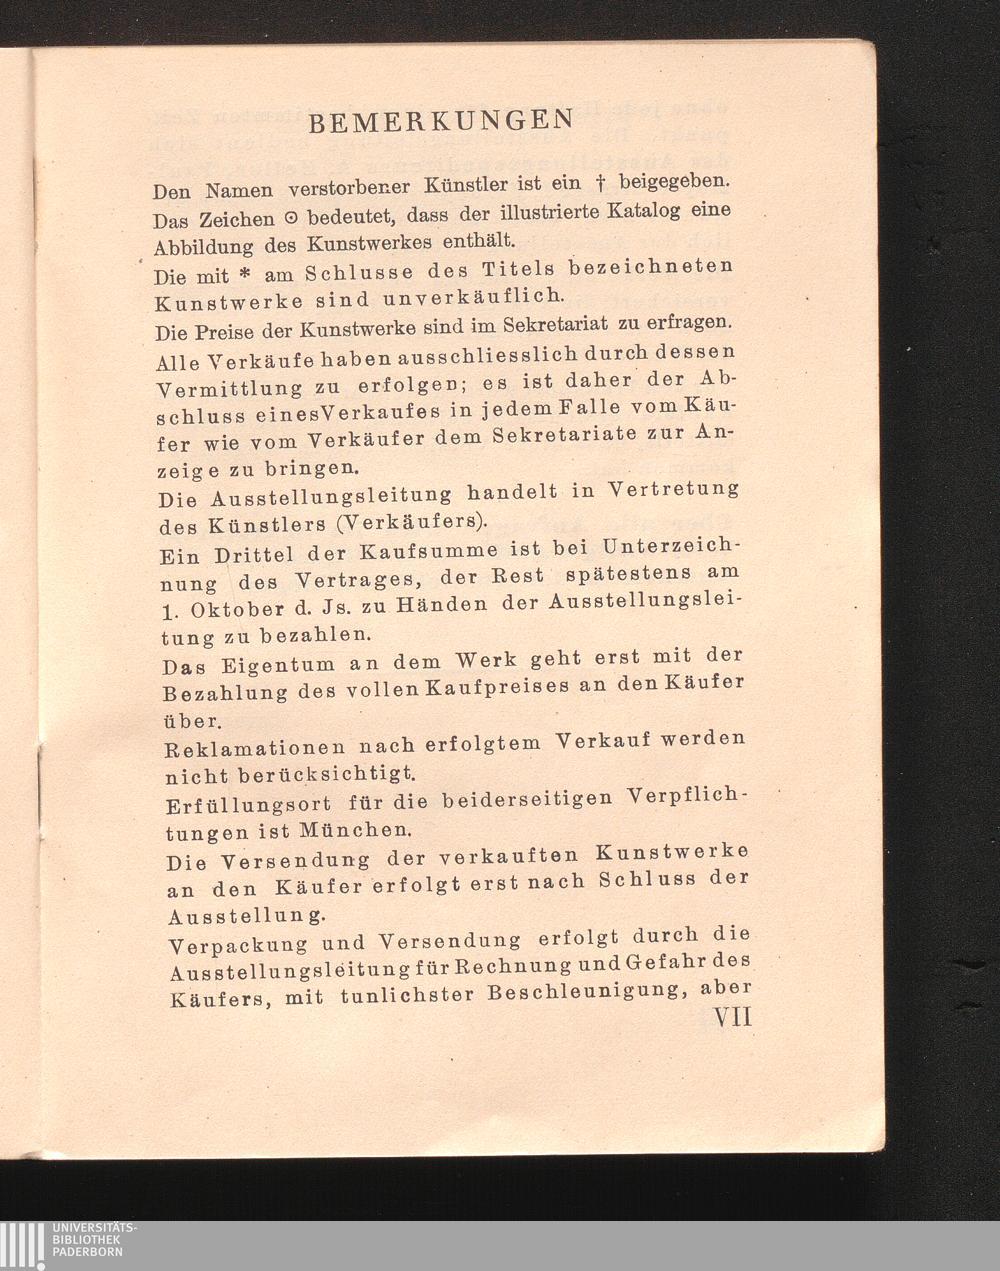 BEMERKUNGEN
Den Namen verstorbener Künstler ist ein † beigegeben.
Das Zeichen ⊙ bedeutet, dass der illustrierte Katalog eine
Abbildung des Kunstwerkes enthält.
Die mit * am Schlusse des Titels bezeichneten
Kunstwerke sind unverkäuflich.
Die Preise der Kunstwerke sind im Sekretariat zu erfragen.
Alle Verkäufe haben ausschliesslich durch dessen
Vermittlung zu erfolgen; es ist daher der Ab-
schluss eines Verkaufes in jedem Falle vom Käu-
fer wie vom Verkäufer dem Sekretariate zur An-
zeige zu bringen.
Die Ausstellungsleitung handelt in Vertretung
des Künstlers (Verkäufers).
Ein Drittel der Kaufsumme ist bei Unterzeich-
nung des Vertrages, der Rest spätestens am
1. Oktober d. Js. zu Händen der Ausstellungslei-
tung zu bezahlen.
Das Eigentum an dem Werk geht erst mit der
Bezahlung des vollen Kaufpreises an den Käufer
über.
Reklamationen nach erfolgtem Verkauf werden
nicht berücksichtigt.
Erfüllungsort für die beiderseitigen Verpflich-
tungen ist München.
Die Versendung der verkauften Kunstwerke
an den Käufer erfolgt erst nach Schluss der
Ausstellung.
Verpackung und Versendung erfolgt durch die
Ausstellungsleitung für Rechnung und Gefahr des
Käufers, mit tunlichster Beschleunigung, aber
VII
UNIVERSITÄTS-
BIBLIOTHEK
PADERBORN